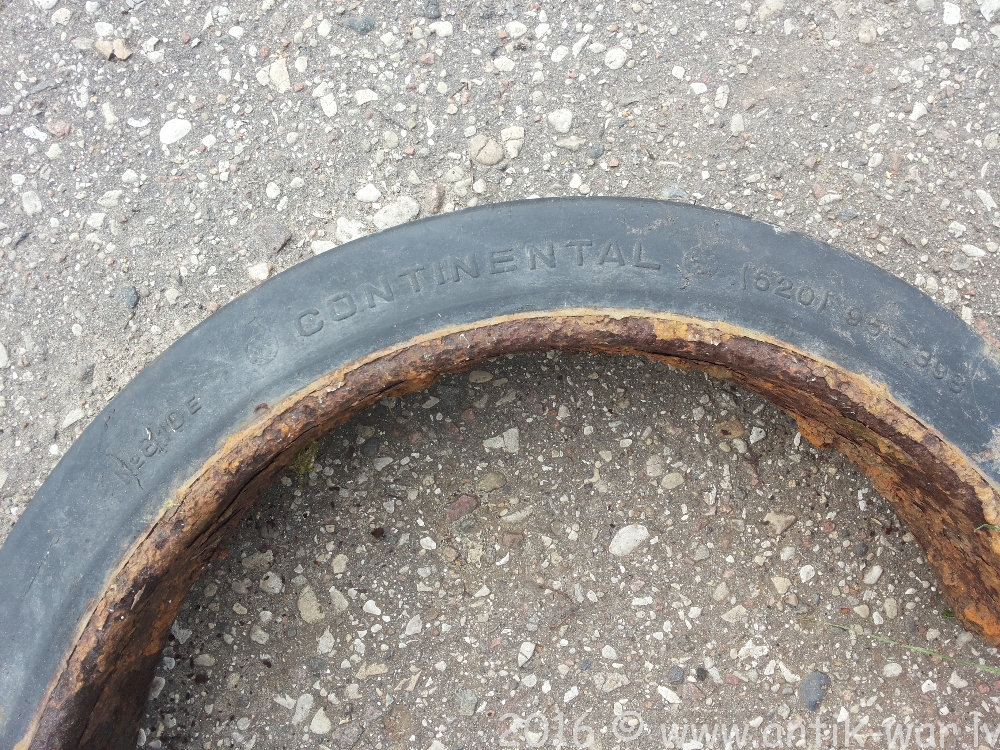 CONTINENTAL (520) 95-398
2016 © www.antik-war.lv